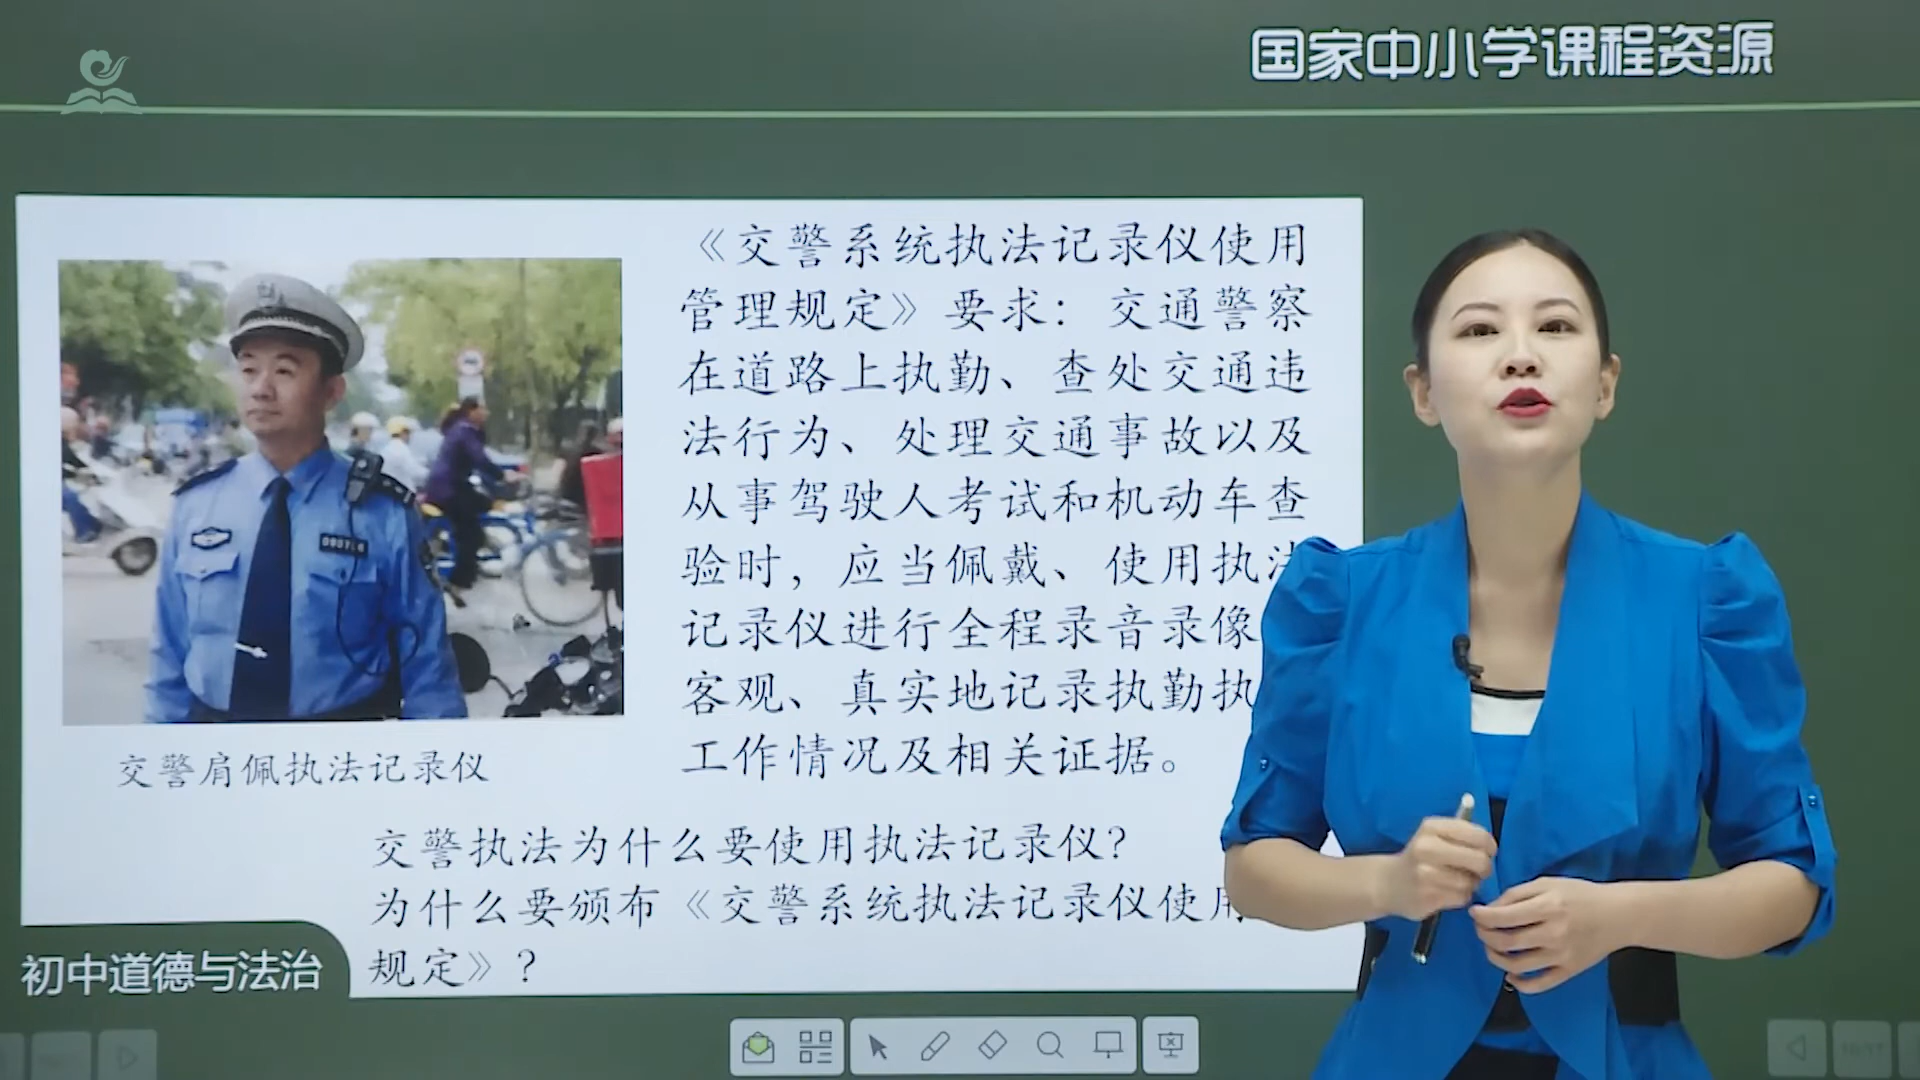 国家中小学课程资源
《交警系统执法记录仪使用
管理规定》要求：交通警察
在道路上执勤、查处交通违
法行为、处理交通事故以及
从事驾驶人考试和机动车查
验时，应当佩戴、使用执法
记录仪进行全程录音录像
客观、真实地记录执勤执
工作情况及相关证据。
交警肩佩执法记录仪
交警执法为什么要使用执法记录仪？
为什么要颁布《交警系统执法记录仪使用
规定》？
初中道德与法治